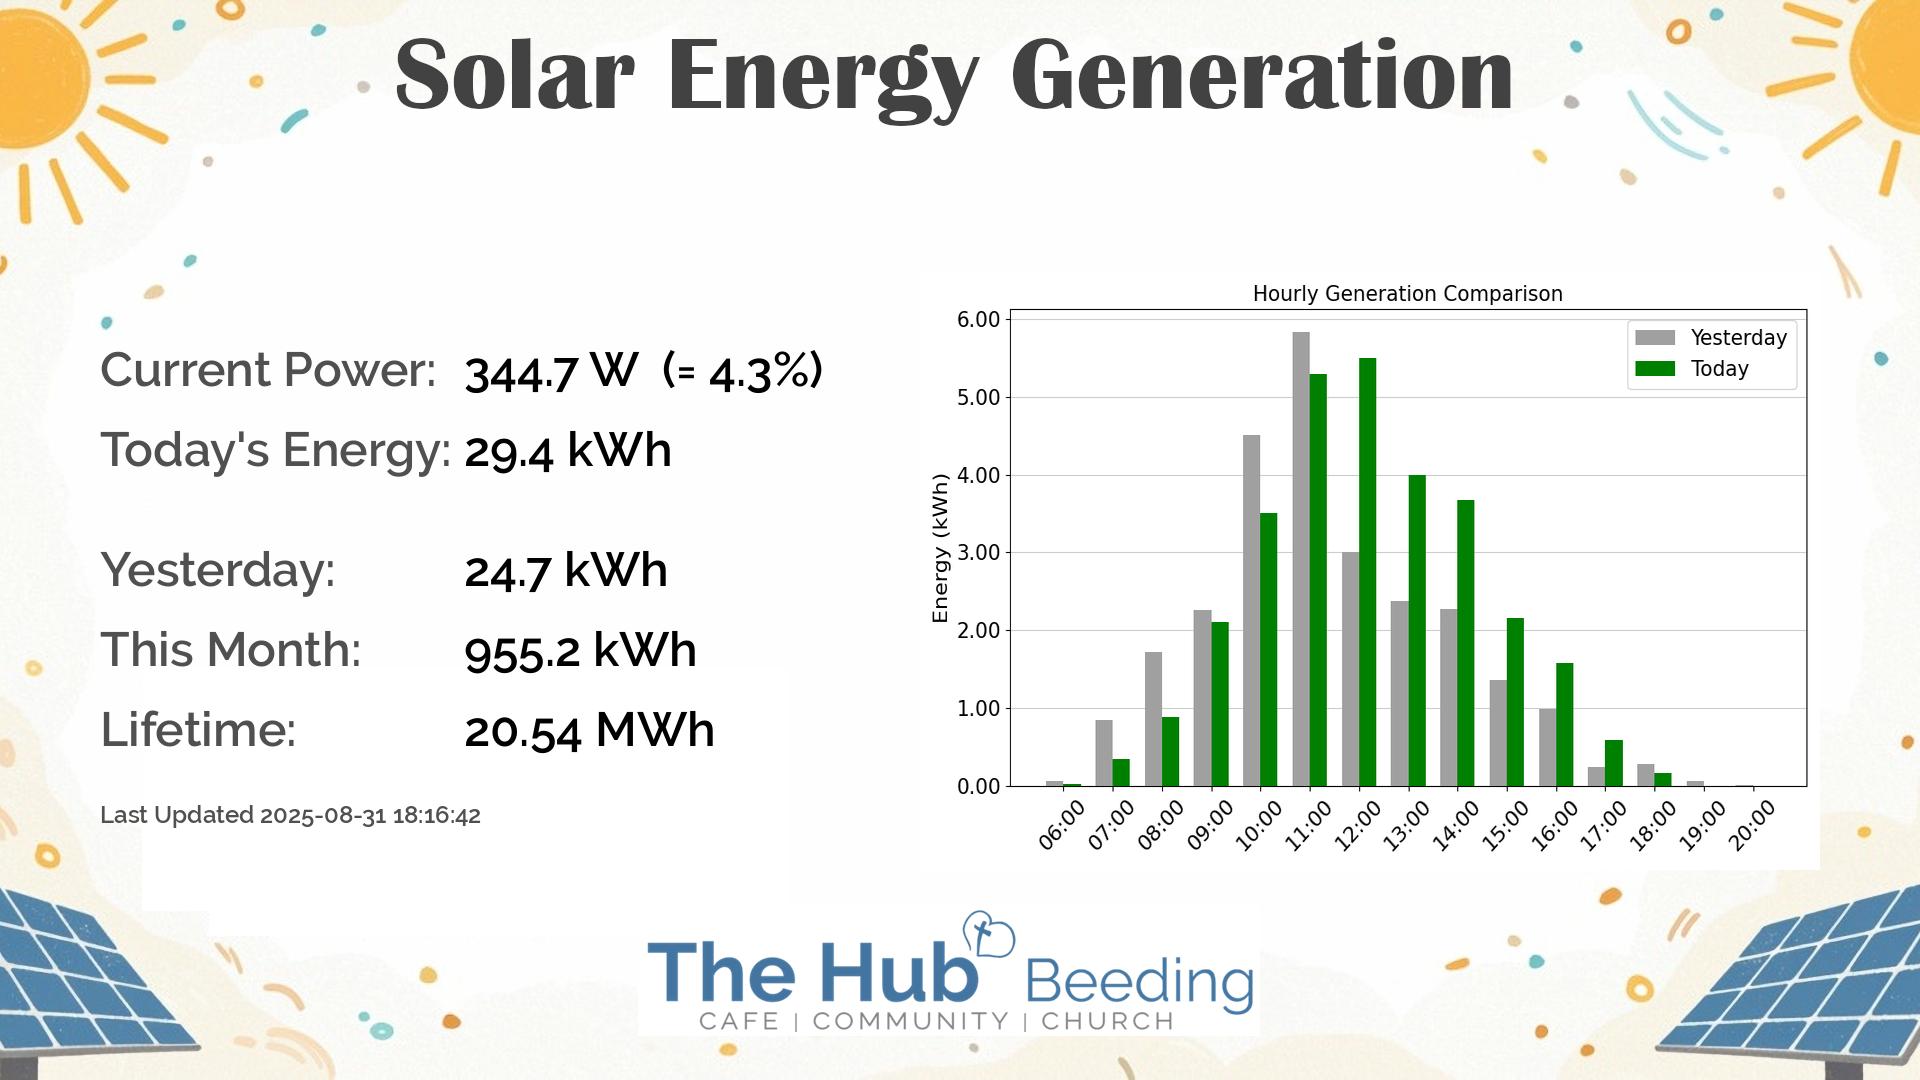 Solar Energy Generation
Current Power: 344.7 W (= 4.3%)
Today's Energy: 29.4 kWh
Yesterday: 24.7 kWh
This Month: 955.2 kWh
Lifetime: 20.54 MWh
Last Updated 2025-08-31 18:16:42
Hourly Generation Comparison
Yesterday
Today
Energy (kWh)
6.00
5.00
4.00
3.00
2.00
1.00
0.00
06:00 07:00 08:00 09:00 10:00 11:00 12:00 13:00 14:00 15:00 16:00 17:00 18:00 19:00 20:00
The Hub Beeding
CAFE | COMMUNITY | CHURCH